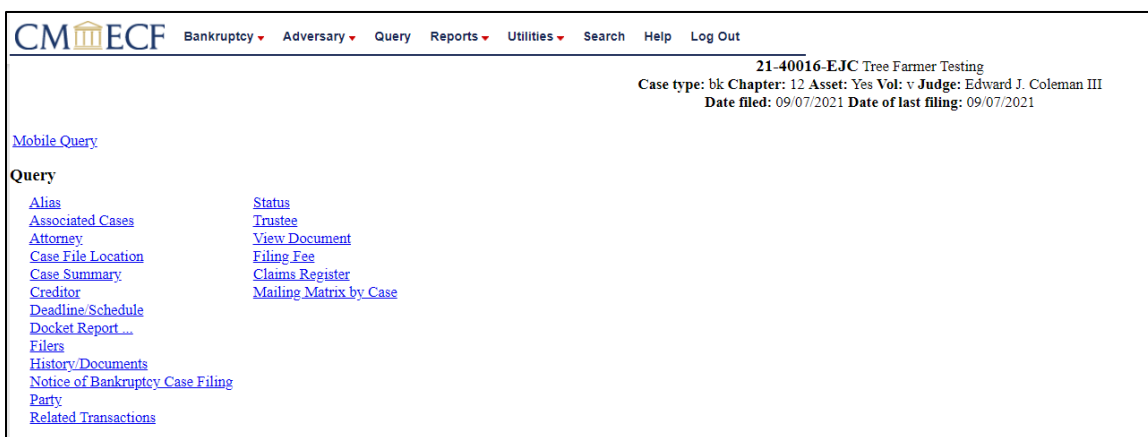 CM ECF Bankruptcy Adversary Query Reports Utilities Search Help Log Out
21-40016-EJC Tree Farmer Testing
Case type: bk Chapter: 12 Asset: Yes Vol: v Judge: Edward J. Coleman III
Date filed: 09/07/2021 Date of last filing: 09/07/2021
Mobile Query
Query
Alias
Associated Cases
Attorney
Case File Location
Case Summary
Creditor
Deadline/Schedule
Docket Report ...
Filers
History/Documents
Notice of Bankruptcy Case Filing
Party
Related Transactions
Status
Trustee
View Document
Filing Fee
Claims Register
Mailing Matrix by Case